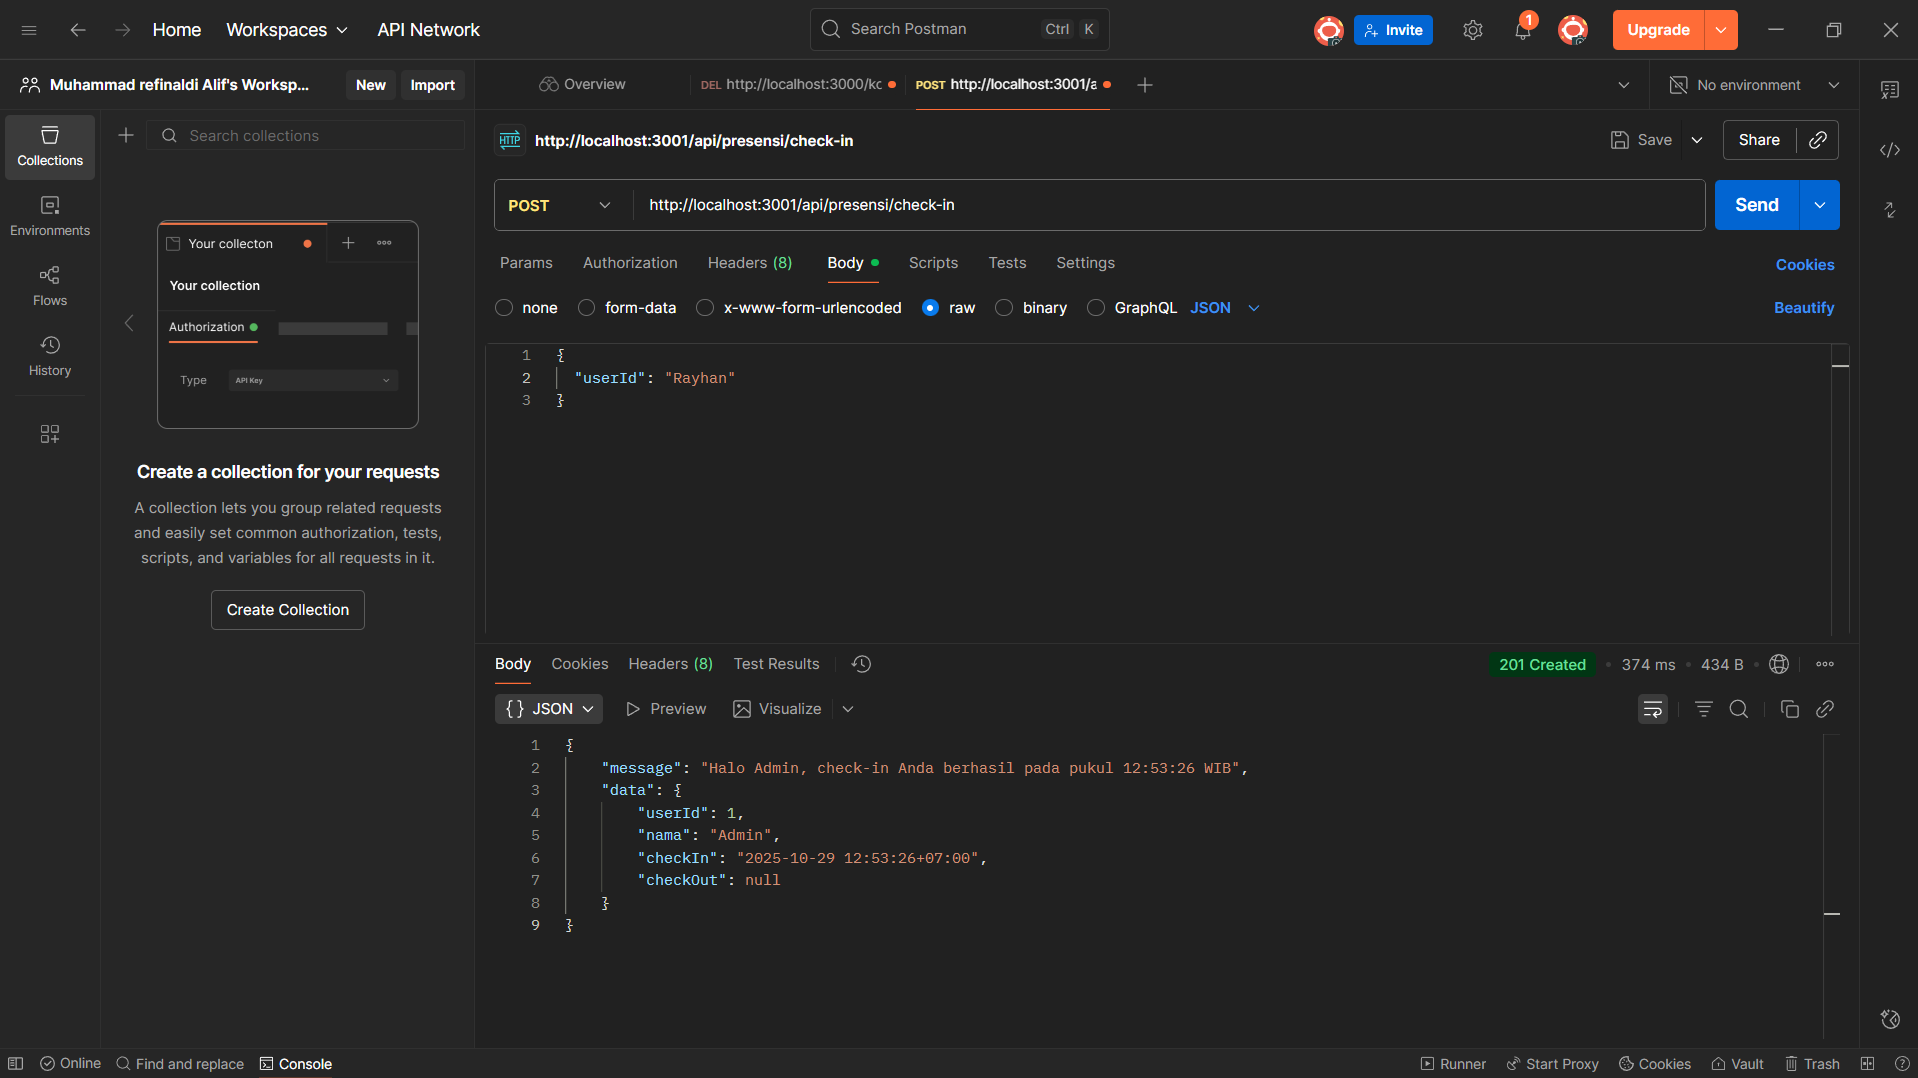 Home
Workspaces
API Network
Search Postman
Ctrl K
Invite
1
Upgrade
Muhammad refinaldi Alif's Worksp...
New
Import
Overview
DEL http://localhost:3000/kc
POST http://localhost:3001/a
No environment
Collections
Search collections
HTTP
http://localhost:3001/api/presensi/check-in
Save
Share
Environments
POST
http://localhost:3001/api/presensi/check-in
Send
Your collecton
Params
Authorization
Headers (8)
Body
Scripts
Tests
Settings
Cookies
Flows
Your collection
none
form-data
x-www-form-urlencoded
raw
binary
GraphQL
JSON
Beautify
Authorization
History
Type
API Key
1 {
2 "userId": "Rayhan"
3 }
Create a collection for your requests
A collection lets you group related requests
and easily set common authorization, tests,
scripts, and variables for all requests in it.
Create Collection
Body
Cookies
Headers (8)
Test Results
201 Created
374 ms
434 B
{} JSON
Preview
Visualize
1 {
2 "message": "Halo Admin, check-in Anda berhasil pada pukul 12:53:26 WIB",
3 "data": {
4 "userId": 1,
5 "nama": "Admin",
6 "checkIn": "2025-10-29 12:53:26+07:00",
7 "checkOut": null
8 }
9 }
Online
Find and replace
Console
Runner
Start Proxy
Cookies
Vault
Trash